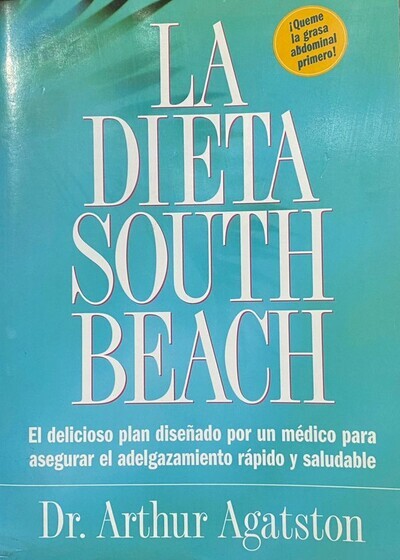 ¡Queme
la grasa
abdominal
primero!
LA
DIETA
SOUTH
BEACH
El delicioso plan diseñado por un médico para
asegurar el adelgazamiento rápido y saludable
Dr. Arthur Agatston